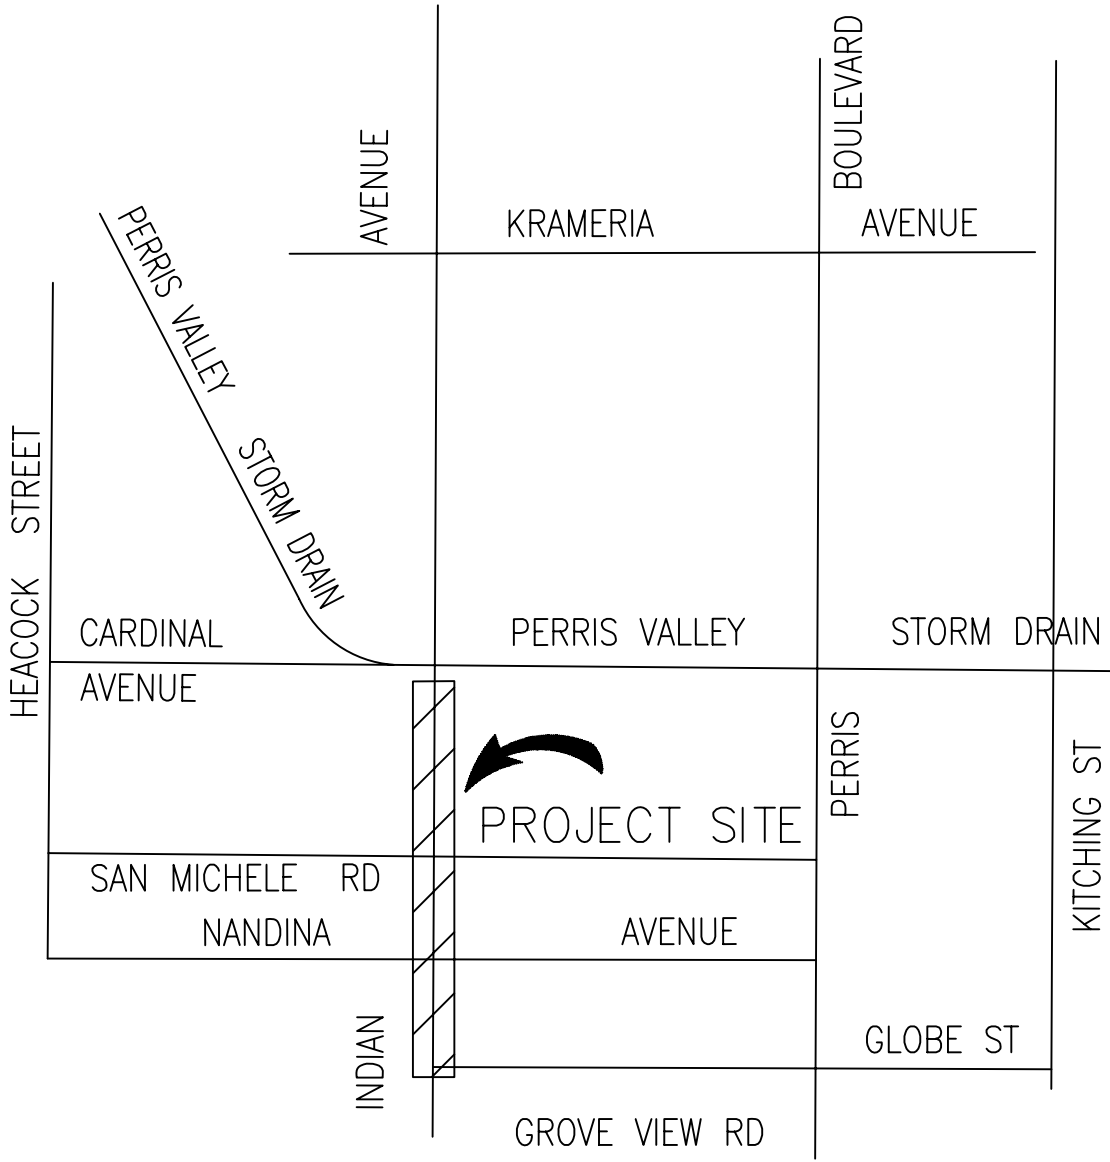 BOULEVARD
AVENUE
KRAMERIA AVENUE
PERRIS VALLEY STORM DRAIN
HEACOCK STREET
CARDINAL
AVENUE
PERRIS VALLEY STORM DRAIN
PERRIS
KITCHING ST
PROJECT SITE
SAN MICHELE RD
NANDINA AVENUE
INDIAN
GLOBE ST
GROVE VIEW RD